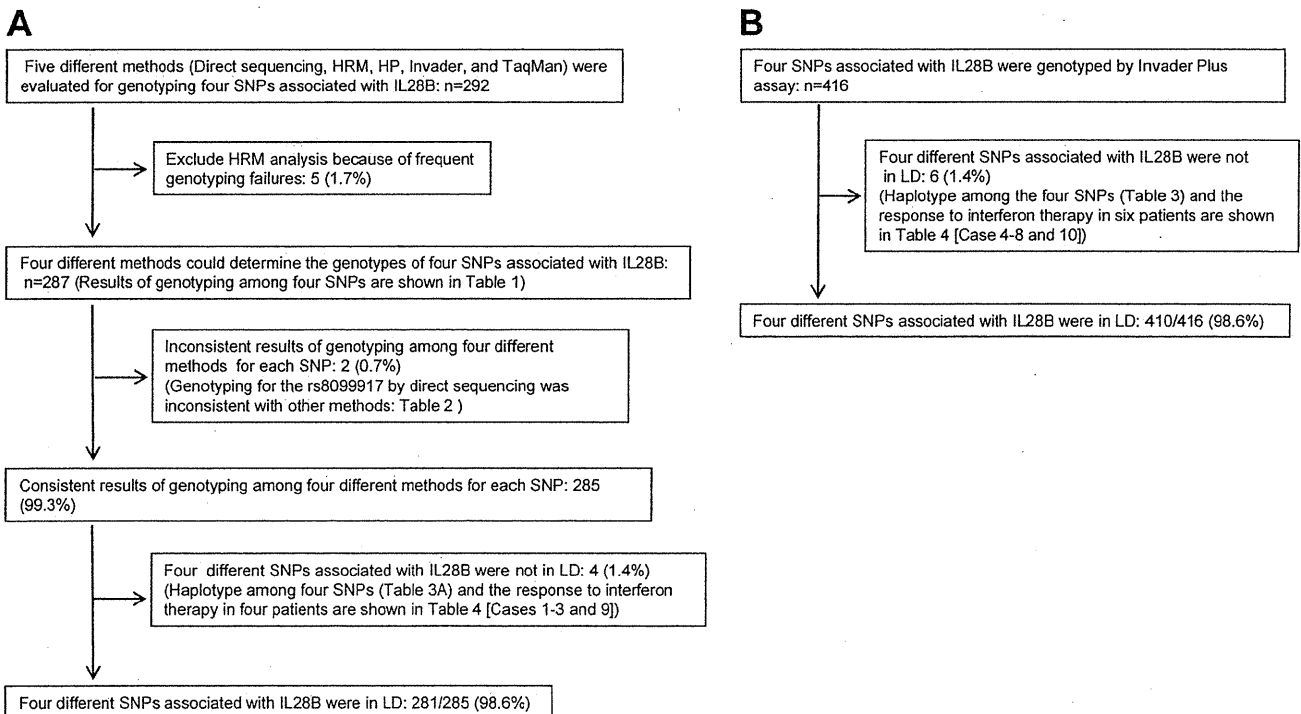 A
Five different methods (Direct sequencing, HRM, HP, Invader, and TaqMan) were
evaluated for genotyping four SNPs associated with IL28B: n=292
Exclude HRM analysis because of frequent
genotyping failures: 5 (1.7%)
Four different methods could determine the genotypes of four SNPs associated with IL28B:
n=287 (Results of genotyping among four SNPs are shown in Table 1)
Inconsistent results of genotyping among four different
methods for each SNP: 2 (0.7%)
(Genotyping for the rs8099917 by direct sequencing was
inconsistent with other methods: Table 2 )
Consistent results of genotyping among four different methods for each SNP: 285
(99.3%)
Four different SNPs associated with IL28B were not in LD: 4 (1.4%)
(Haplotype among four SNPs (Table 3A) and the response to interferon
therapy in four patients are shown in Table 4 [Cases 1-3 and 9])
Four different SNPs associated with IL28B were in LD: 281/285 (98.6%)
B
Four SNPs associated with IL28B were genotyped by Invader Plus
assay: n=416
Four different SNPs associated with IL28B were not
in LD: 6 (1.4%)
(Haplotype among the four SNPs (Table 3) and the
response to interferon therapy in six patients are shown
in Table 4 [Case 4-8 and 10])
Four different SNPs associated with IL28B were in LD: 410/416 (98.6%)